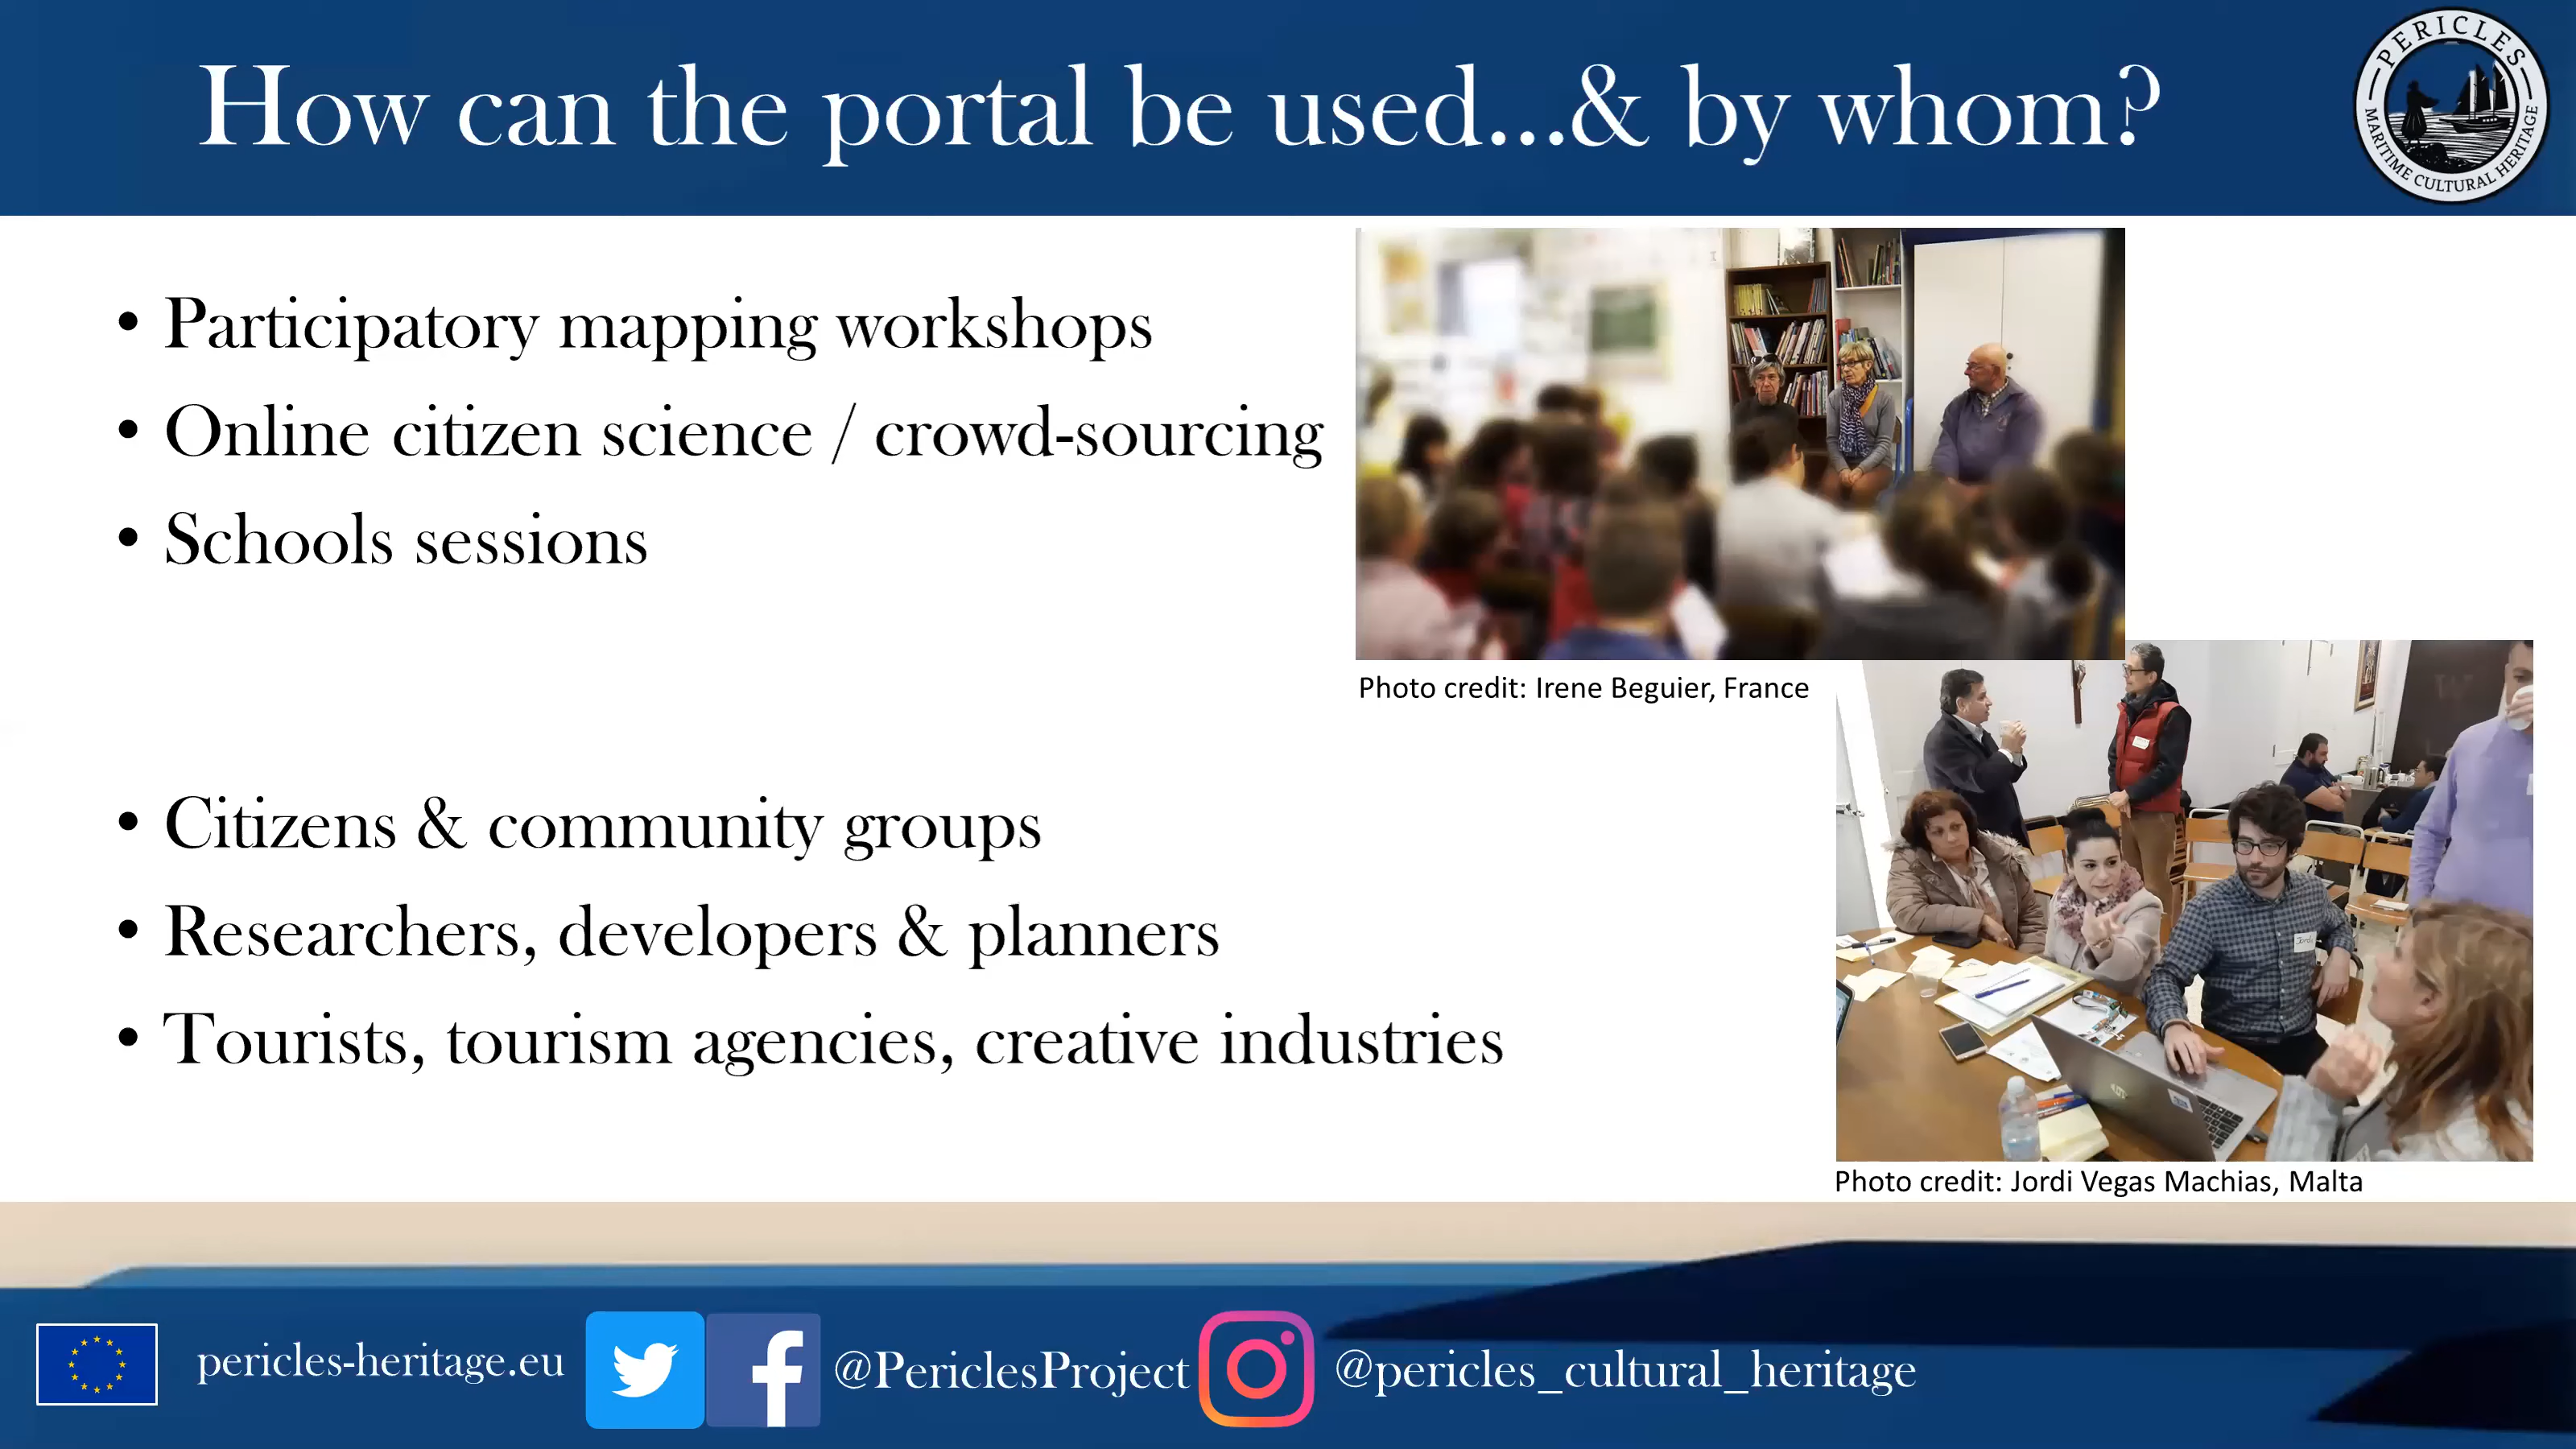 How can the portal be used...& by whom?
PERICLES
MARITIME CULTURAL HERITAGE
• Participatory mapping workshops
• Online citizen science / crowd-sourcing
• Schools sessions
Photo credit: Irene Beguier, France
• Citizens & community groups
• Researchers, developers & planners
• Tourists, tourism agencies, creative industries
Jordi
Photo credit: Jordi Vegas Machias, Malta
pericles-heritage.eu
@PericlesProject
@pericles_cultural_heritage